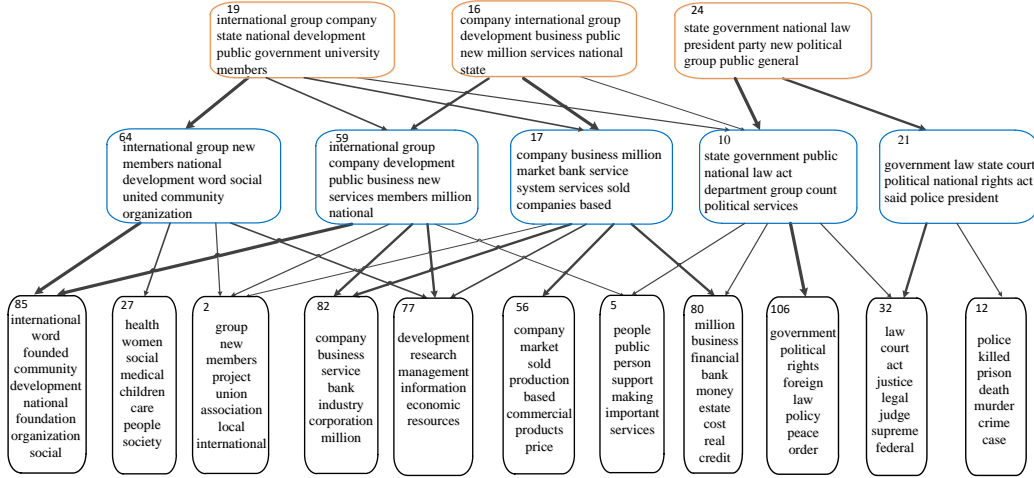 19
international group company
state national development
public government university
members
16
company international group
development business public
new million services national
state
24
state government national law
president party new political
group public general
64
international group new
members national
development word social
united community
organization
59
international group
company development
public business new
services members million
national
17
company business million
market bank service
system services sold
companies based
10
state government public
national law act
department group count
political services
21
government law state court
political national rights act
said police president
85
international
word
founded
community
development
national
foundation
organization
social
27
health
women
social
medical
children
care
people
society
2
group
new
members
project
union
association
local
international
82
company
business
service
bank
industry
corporation
million
77
development
research
management
information
economic
resources
56
company
market
sold
production
based
commercial
products
price
5
people
public
person
support
making
important
services
80
million
business
financial
bank
money
estate
cost
real
credit
106
government
political
rights
foreign
law
policy
peace
order
32
law
court
act
justice
legal
judge
supreme
federal
12
police
killed
prison
death
murder
crime
case